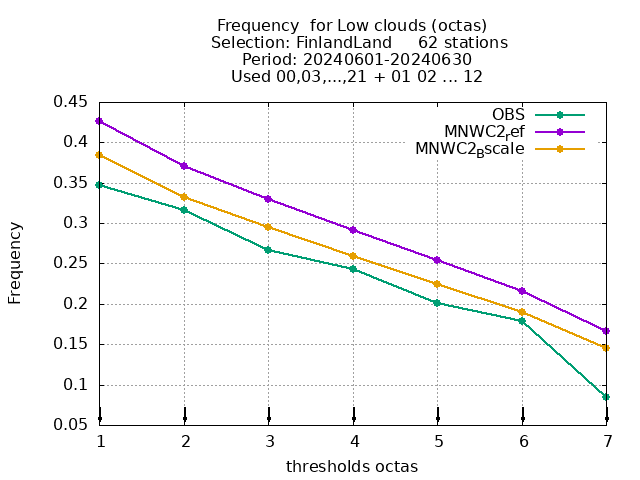 Frequency  for Low clouds (octas)
Selection: FinlandLand     62 stations
Period: 20240601-20240630
Used 00,03,...,21 + 01 02 ... 12
OBS
MNWC2ref
MNWC2Bscale
Frequency
0.45
0.4
0.35
0.3
0.25
0.2
0.15
0.1
0.05
1 2 3 4 5 6 7
thresholds octas